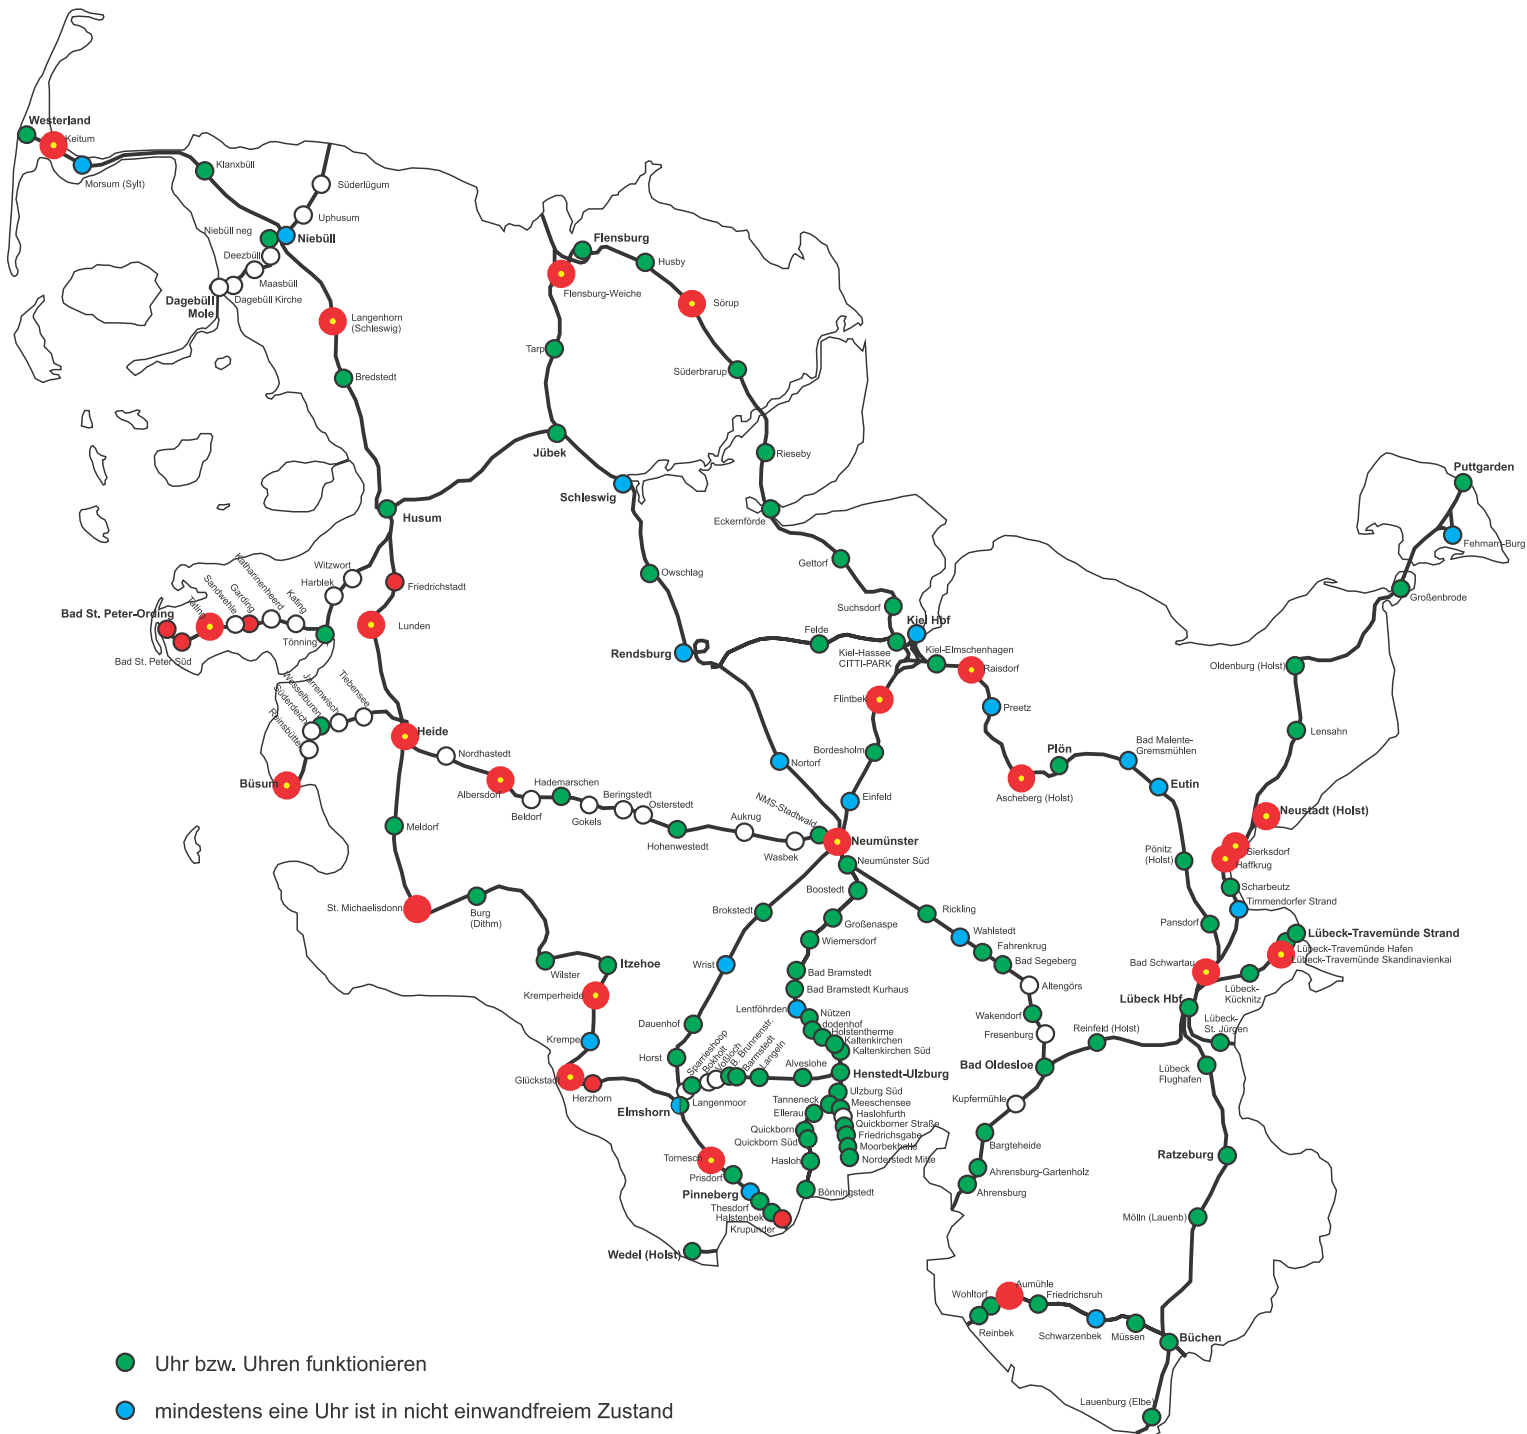 Westerland
Keitum
Morsum (Sylt)
Klanxbüll
Süderlügum
Uphusum
Niebüll neg
Niebüll
Deezbüll
Maasbüll
Dagebüll Kirche
Dagebüll
Mole
Langenhorn
(Schleswig)
Bredstedt
Flensburg
Husby
Flensburg-Weiche
Sörup
Tarp
Süderbrarup
Jübek
Rieseby
Schleswig
Husum
Eckernförde
Puttgarden
Fehmarn-Burg
Großenbrode
Gettorf
Owschlag
Witzwort
Harblek
Friedrichstadt
Katharinenheerd
Sandwehle
Garding
Kating
Tating
Bad St. Peter-Ording
Bad St. Peter Süd
Tönning
Lunden
Suchsdorf
Kiel Hbf
Felde
Rendsburg
Kiel-Hassee
CITTI-PARK
Kiel-Elmschenhagen
Raisdorf
Oldenburg (Holst)
Flintbek
Preetz
Tiebensee
Jarrenwisch
Wesselburen
Süderdeich
Reinsbüttel
Heide
Büsum
Nordhastedt
Albersdorf
Hademarschen
Beldorf
Gokels
Beringstedt
Osterstedt
Hohenwestedt
Aukrug
Wasbek
NMS-Stadtwald
Nortorf
Bordesholm
Einfeld
Plön
Ascheberg (Holst)
Bad Malente-
Gremsmühlen
Eutin
Lensahn
Neustadt (Holst)
Sierksdorf
Haffkrug
Scharbeutz
Timmendorfer Strand
Pönitz
(Holst)
Pansdorf
Meldorf
Neumünster
Neumünster Süd
Boostedt
Großenaspe
Wiemersdorf
Rickling
Wahlstedt
Fahrenkrug
Bad Segeberg
Altengörs
Wakendorf
Fresenburg
Bad Oldesloe
Reinfeld (Holst)
St. Michaelisdonn
Burg
(Dithm)
Wilster
Itzehoe
Kremperheide
Krempe
Glückstadt
Herzhorn
Brokstedt
Wrist
Dauenhof
Horst
Elmshorn
Bad Bramstedt
Bad Bramstedt Kurhaus
Lentföhrden
Nützen
dodenhof
Holstentherme
Kaltenkirchen
Kaltenkirchen Süd
Sparrieshoop
Bokholt
Voßloch
B. Brunnenstr.
Barmstedt
Langeln
Langenmoor
Alveslohe
Henstedt-Ulzburg
Ulzburg Süd
Tanneneck
Meeschensee
Haslohfurth
Ellerau
Quickborner Straße
Quickborn
Friedrichsgabe
Quickborn Süd
Moorbekhalle
Hasloh
Norderstedt Mitte
Bönningstedt
Tornesch
Prisdorf
Pinneberg
Thesdorf
Halstenbek
Krupunder
Wedel (Holst)
Lübeck-Travemünde Strand
Lübeck-Travemünde Hafen
Lübeck-Travemünde Skandinavienkai
Bad Schwartau
Lübeck-
Kücknitz
Lübeck Hbf
Lübeck-
St. Jürgen
Lübeck
Flughafen
Kupfermühle
Bargteheide
Ahrensburg-Gartenholz
Ahrensburg
Ratzeburg
Mölln (Lauenb)
Aumühle
Wohltorf
Friedrichsruh
Reinbek
Schwarzenbek
Müssen
Büchen
Lauenburg (Elbe)
Uhr bzw. Uhren funktionieren
mindestens eine Uhr ist in nicht einwandfreiem Zustand